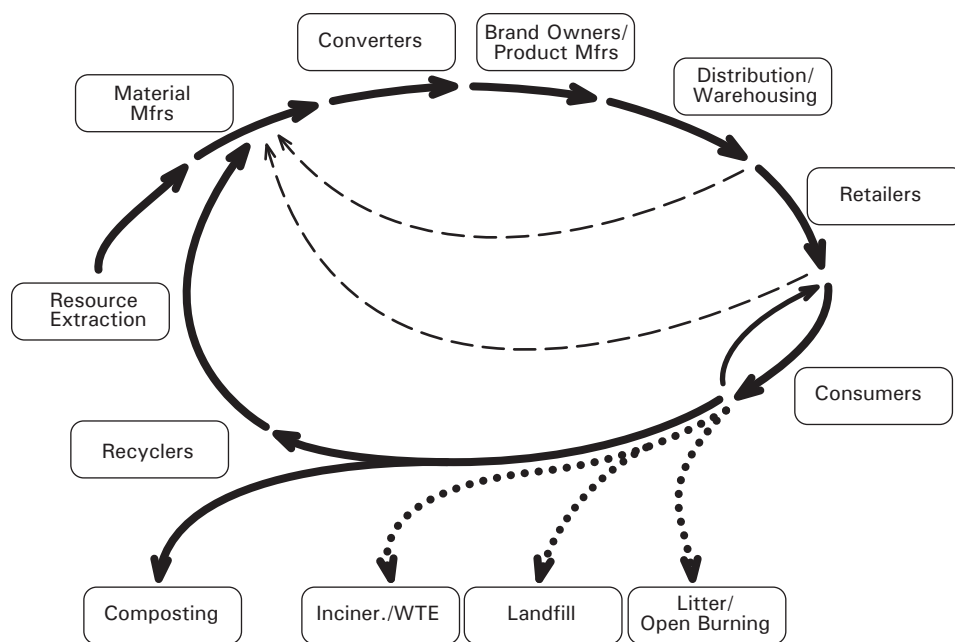 Converters
Brand Owners/
Product Mfrs
Distribution/
Warehousing
Material
Mfrs
Retailers
Resource
Extraction
Consumers
Recyclers
Composting
Inciner./WTE
Landfill
Litter/
Open Burning